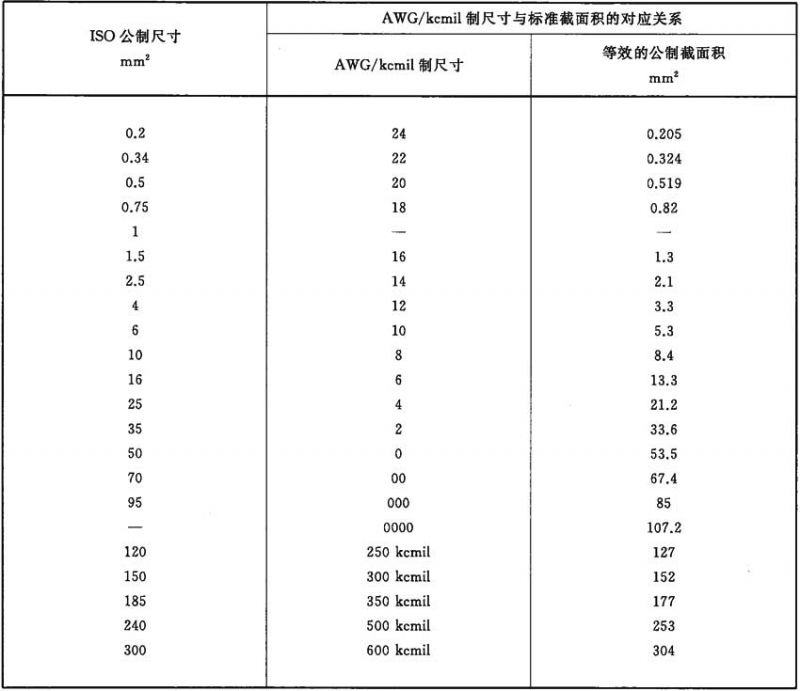 ISO 公制尺寸
mm²
AWG/kcmil 制尺寸与标准截面积的对应关系
AWG/kcmil 制尺寸
等效的公制截面积
mm²
0.2 24 0.205
0.34 22 0.324
0.5 20 0.519
0.75 18 0.82
1 — —
1.5 16 1.3
2.5 14 2.1
4 12 3.3
6 10 5.3
10 8 8.4
16 6 13.3
25 4 21.2
35 2 33.6
50 0 53.5
70 00 67.4
95 000 85
— 0000 107.2
120 250 kcmil 127
150 300 kcmil 152
185 350 kcmil 177
240 500 kcmil 253
300 600 kcmil 304